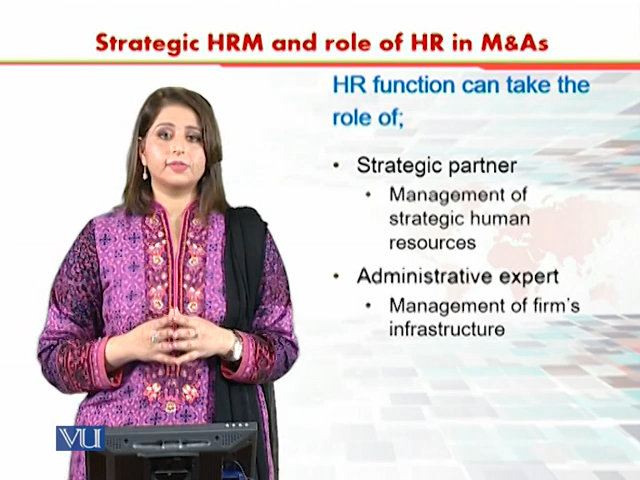 Strategic HRM and role of HR in M&As
HR function can take the
role of;
• Strategic partner
• Management of
strategic human
resources
• Administrative expert
• Management of firm's
infrastructure
VU